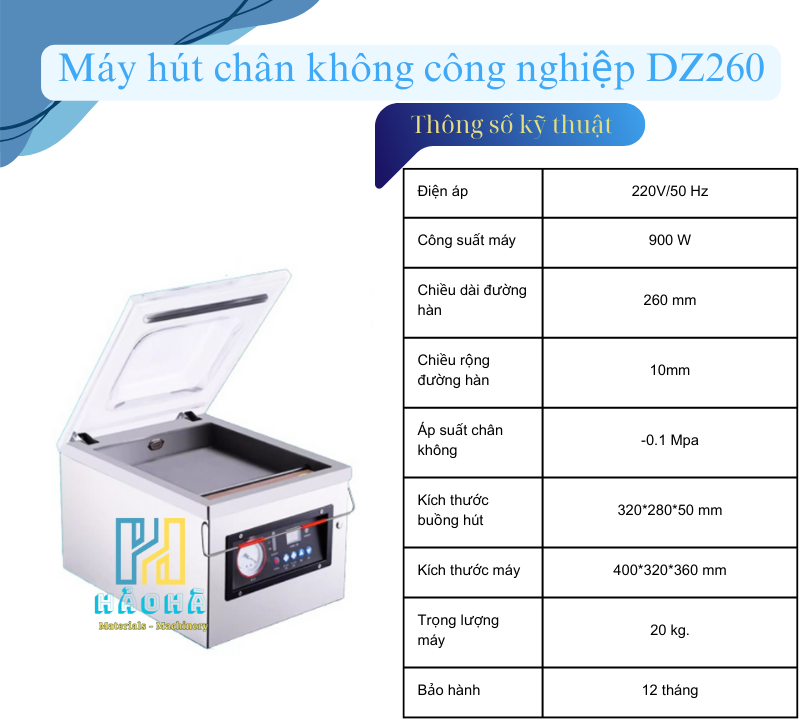 Máy hút chân không công nghiệp DZ260
Thông số kỹ thuật
Điện áp
220V/50 Hz
Công suất máy
900 W
Chiều dài đường
hàn
260 mm
Chiều rộng
đường hàn
10mm
Áp suất chân
không
-0.1 Mpa
Kích thước
buồng hút
320*280*50 mm
Kích thước máy
400*320*360 mm
Trọng lượng
máy
20 kg.
Bảo hành
12 tháng
HÀOHÀ
Materials - Machinery